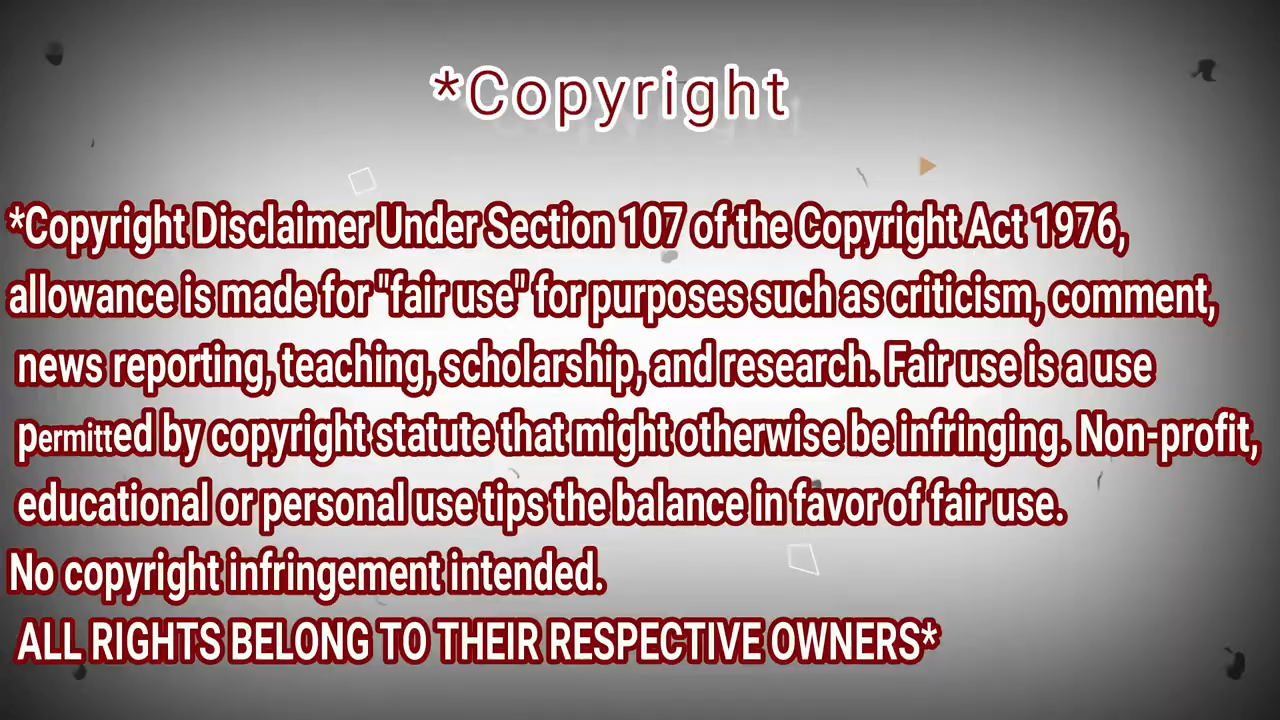 *Copyright
*Copyright Disclaimer Under Section 107 of the Copyright Act 1976,
allowance is made for "fair use" for purposes such as criticism, comment,
news reporting, teaching, scholarship, and research. Fair use is a use
permitted by copyright statute that might otherwise be infringing. Non-profit,
educational or personal use tips the balance in favor of fair use.
No copyright infringement intended.
ALL RIGHTS BELONG TO THEIR RESPECTIVE OWNERS*